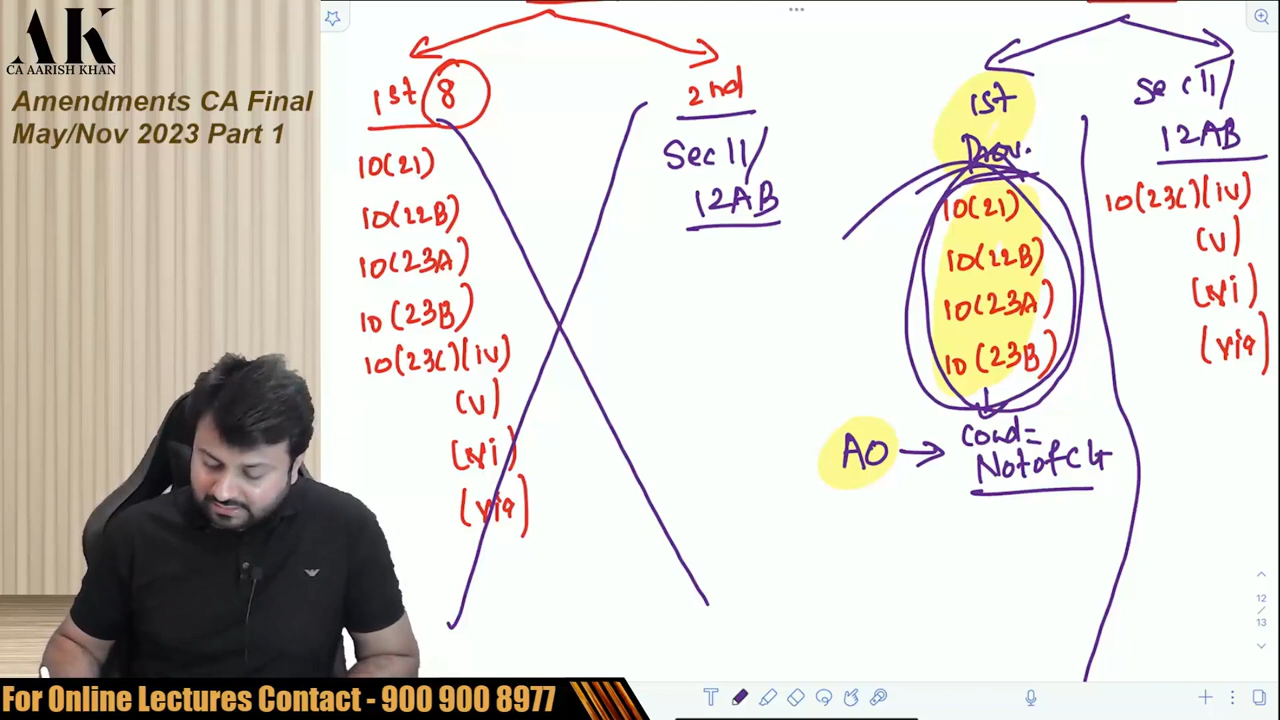 AK
CA AARISH KHAN
Amendments CA Final
May/Nov 2023 Part 1
1st 8
10(21)
10(22B)
10(23A)
10(23B)
10(23C)(iv)
(v)
(vi)
(via)
2nd
Sec 11/
12AB
1st
Prov.
10(21)
10(22B)
10(23A)
10(23B)
AO → cond=
Not of CG
Sec 11/
12AB
10(23C)(iv)
(v)
(vi)
(via)
12
/
13
For Online Lectures Contact - 900 900 8977